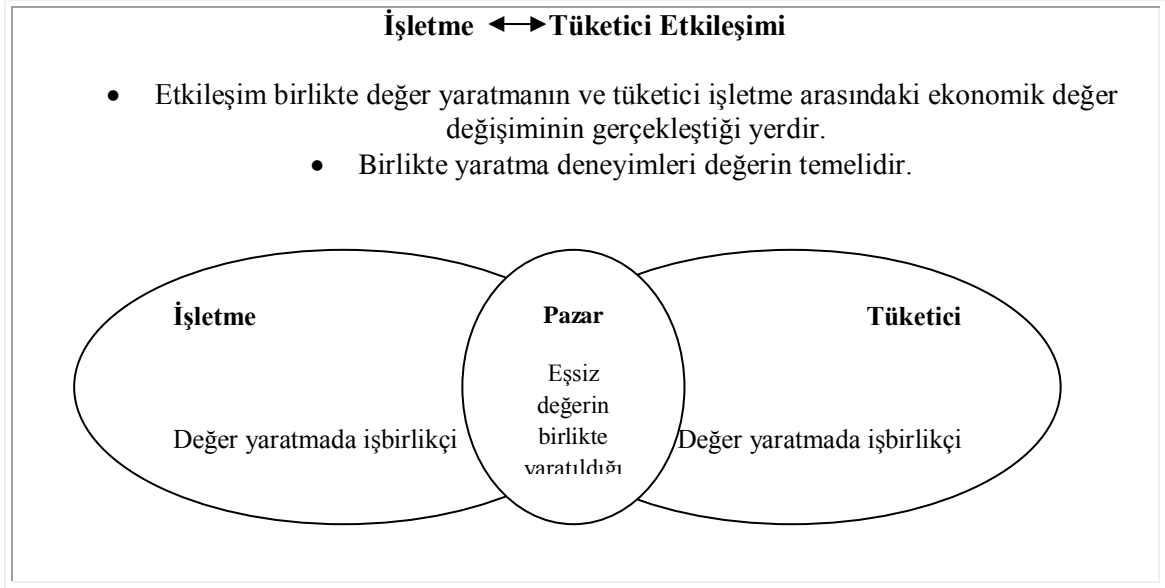 İşletme ⟷ Tüketici Etkileşimi
• Etkileşim birlikte değer yaratmanın ve tüketici işletme arasındaki ekonomik değer
değişiminin gerçekleştiği yerdir.
• Birlikte yaratma deneyimleri değerin temelidir.
İşletme
Değer yaratmada işbirlikçi
Pazar
Eşsiz
değerin
birlikte
yaratıldığı
Tüketici
Değer yaratmada işbirlikçi